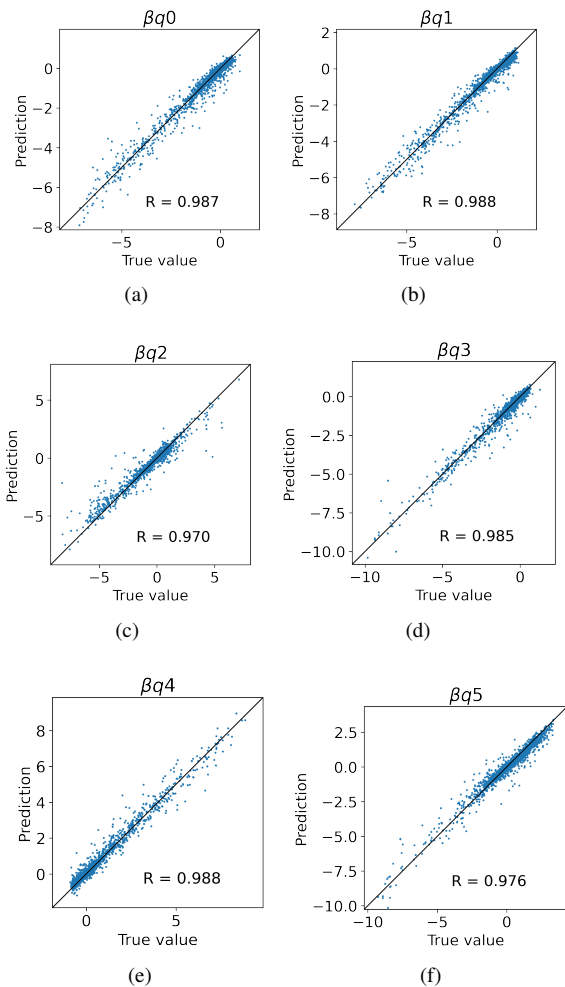 βq0
0
−2
−4
−6
−8
Prediction
R = 0.987
−5
0
True value
(a)
βq1
2
0
−2
−4
−6
−8
Prediction
R = 0.988
−5
0
True value
(b)
βq2
5
0
−5
Prediction
R = 0.970
−5
0
5
True value
(c)
βq3
0.0
−2.5
−5.0
−7.5
−10.0
Prediction
R = 0.985
−10
−5
0
True value
(d)
βq4
8
6
4
2
0
Prediction
R = 0.988
0
5
True value
(e)
βq5
2.5
0.0
−2.5
−5.0
−7.5
−10.0
Prediction
R = 0.976
−10
−5
0
True value
(f)